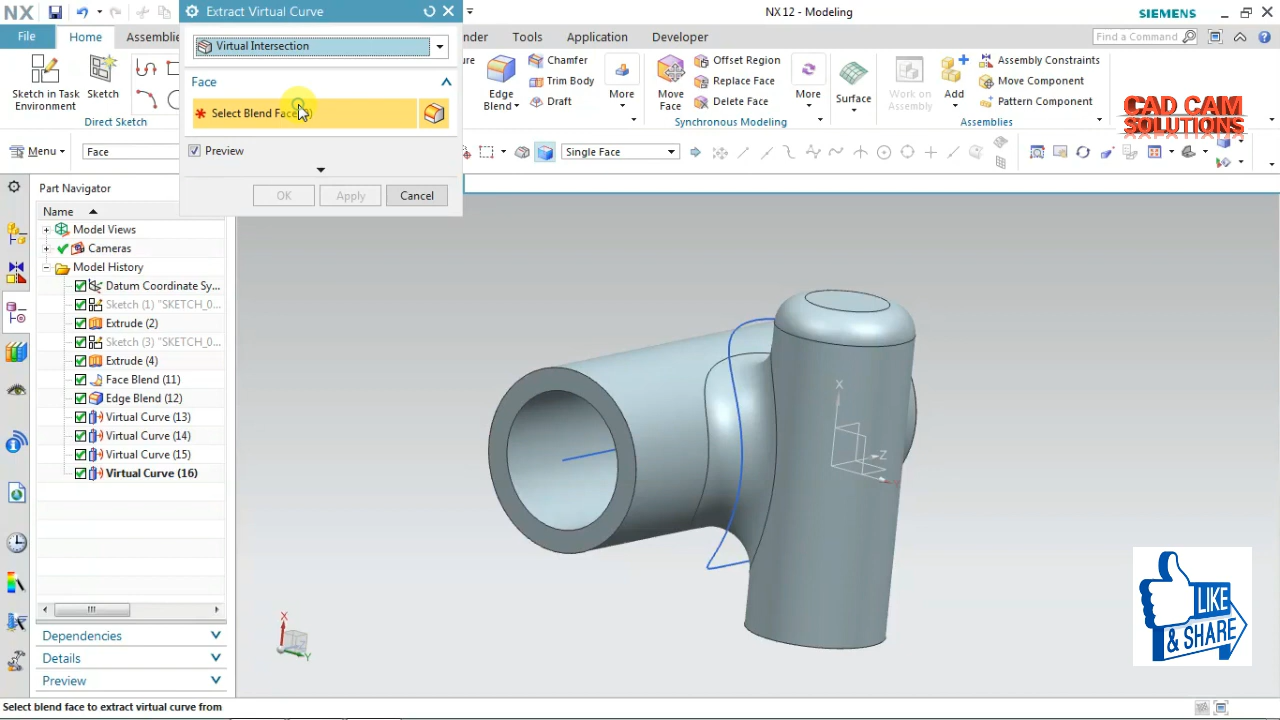 NX
Extract Virtual Curve
NX12 - Modeling
SIEMENS
File
Home
Assemblie
nder
Tools
Application
Developer
Find a Command
Virtual Intersection
Face
Select Blend Face
Preview
OK
Apply
Cancel
Sketch in Task
Environment
Sketch
Direct Sketch
Edge
Blend
Chamfer
Trim Body
Draft
More
Move
Face
Offset Region
Replace Face
Delete Face
More
Synchronous Modeling
Surface
Work on
Assembly
Add
Assembly Constraints
Move Component
Pattern Component
Assemblies
CAD CAM
SOLUTIONS
Menu
Face
Single Face
Part Navigator
Name
Model Views
Cameras
Model History
Datum Coordinate Sy...
Sketch (1) "SKETCH_0...
Extrude (2)
Sketch (3) "SKETCH_0...
Extrude (4)
Face Blend (11)
Edge Blend (12)
Virtual Curve (13)
Virtual Curve (14)
Virtual Curve (15)
Virtual Curve (16)
Dependencies
Details
Preview
X
Z
X
Y
LIKE
& SHARE
Select blend face to extract virtual curve from